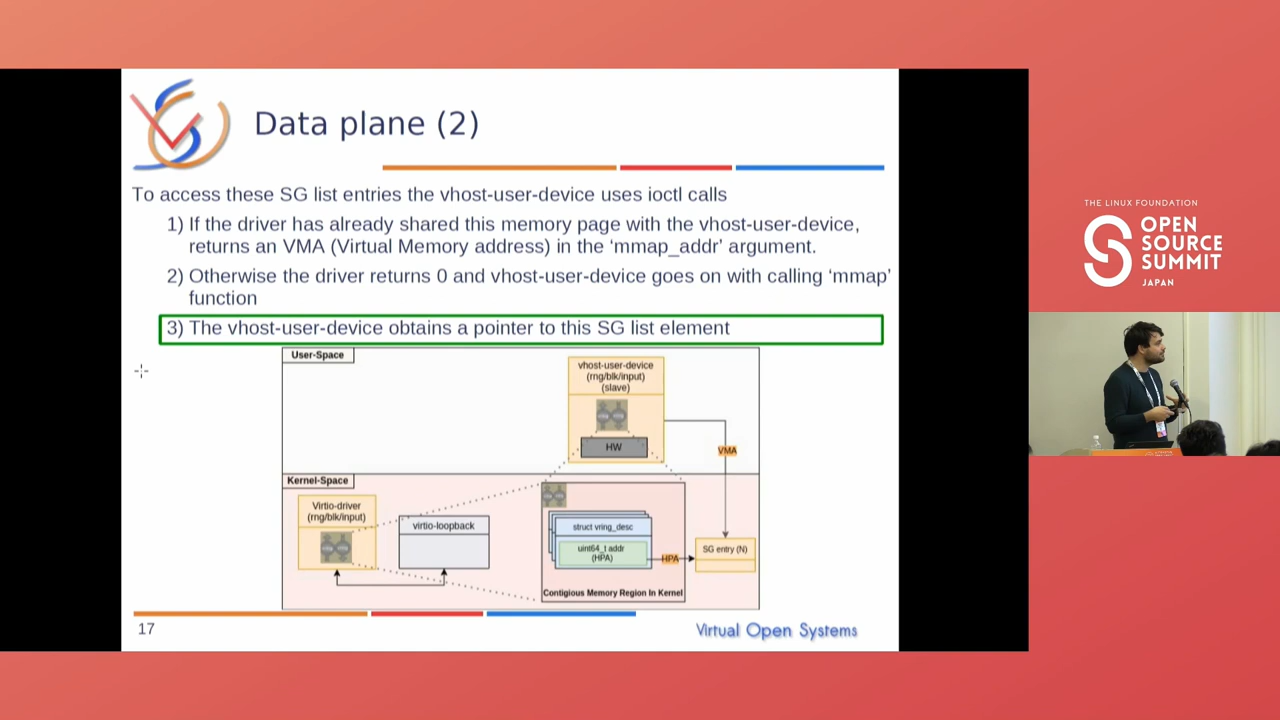 Data plane (2)
To access these SG list entries the vhost-user-device uses ioctl calls
1) If the driver has already shared this memory page with the vhost-user-device,
returns an VMA (Virtual Memory address) in the ‘mmap_addr’ argument.
2) Otherwise the driver returns 0 and vhost-user-device goes on with calling ‘mmap’
function
3) The vhost-user-device obtains a pointer to this SG list element
User-Space
vhost-user-device
(rng/blk/input)
(slave)
HW
VMA
Kernel-Space
Virtio-driver
(rng/blk/input)
virtio-loopback
struct vring_desc
uint64_t addr
(HPA)
HPA
SG entry (N)
Contigious Memory Region In Kernel
17
Virtual Open Systems
THE LINUX FOUNDATION
OPEN
SOURCE
SUMMIT
JAPAN